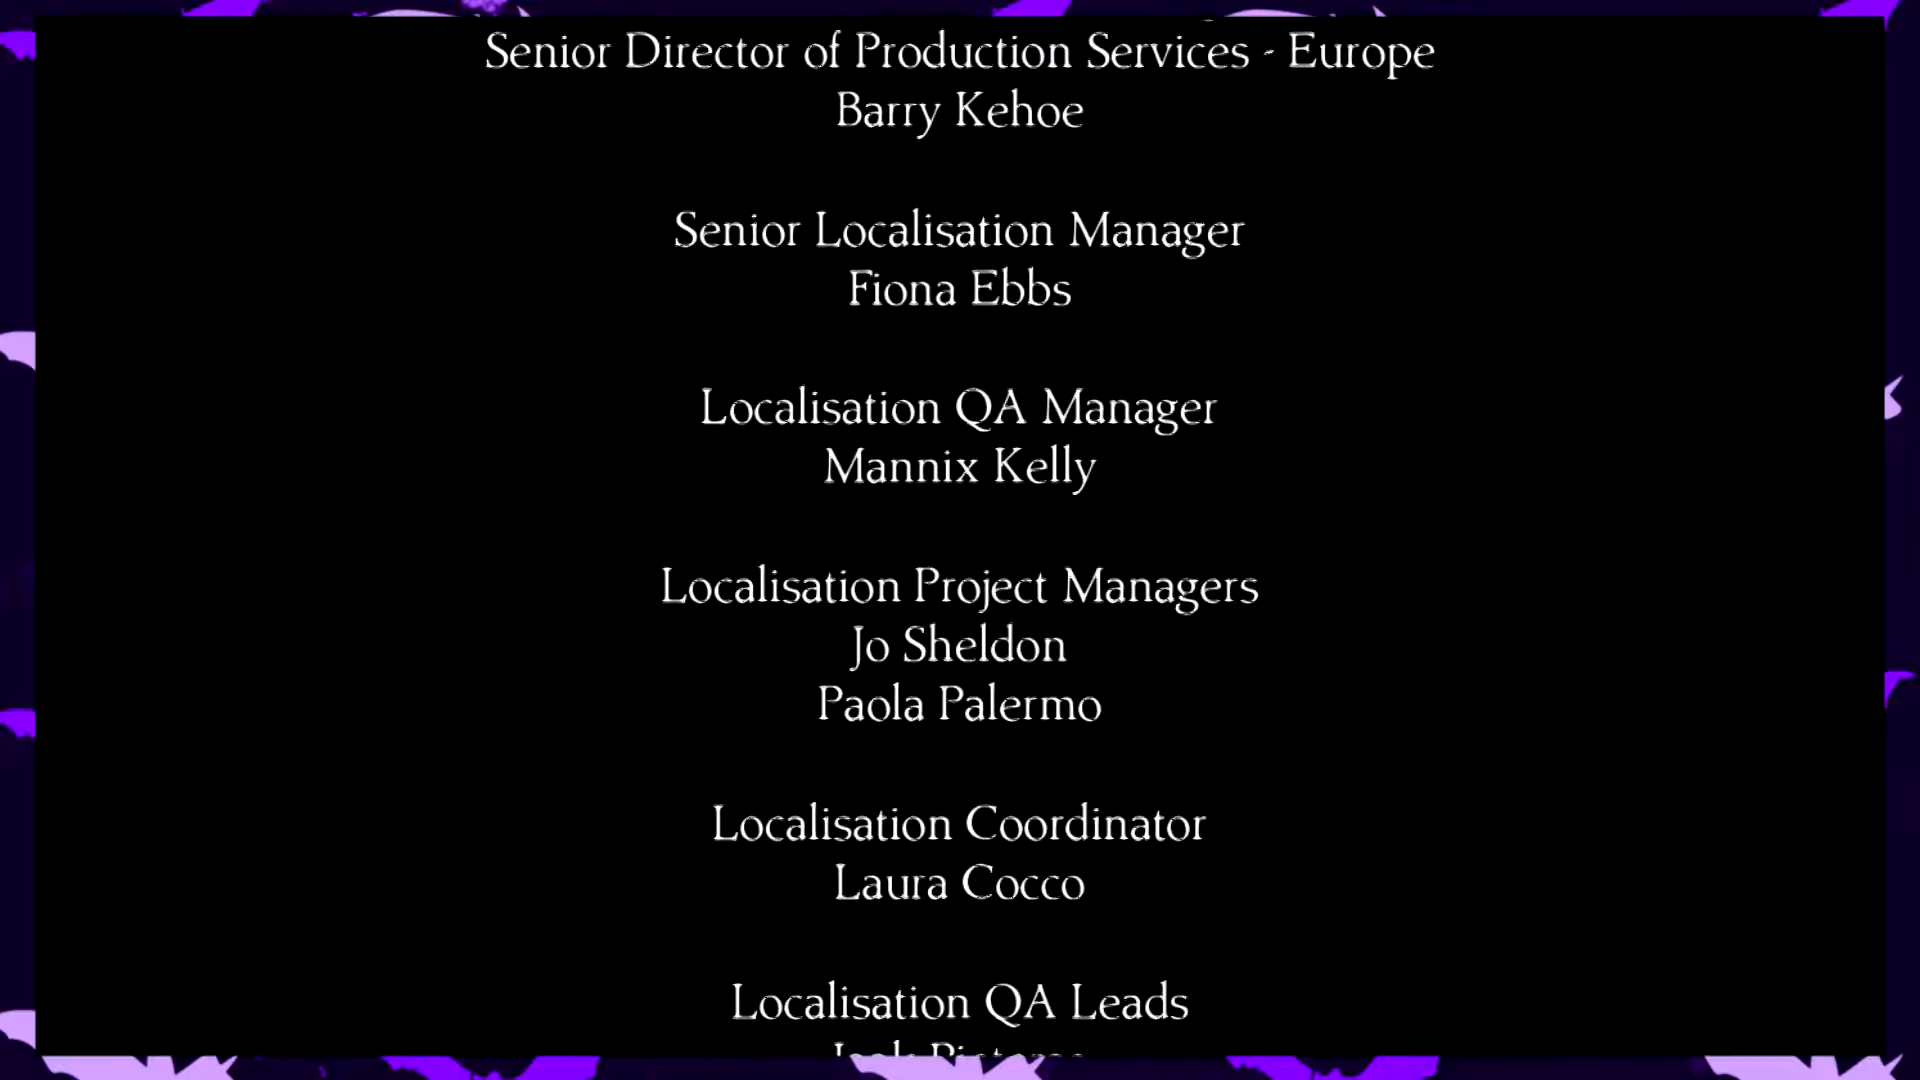 Senior Director of Production Services - Europe
Barry Kehoe
Senior Localisation Manager
Fiona Ebbs
Localisation QA Manager
Mannix Kelly
Localisation Project Managers
Jo Sheldon
Paola Palermo
Localisation Coordinator
Laura Cocco
Localisation QA Leads